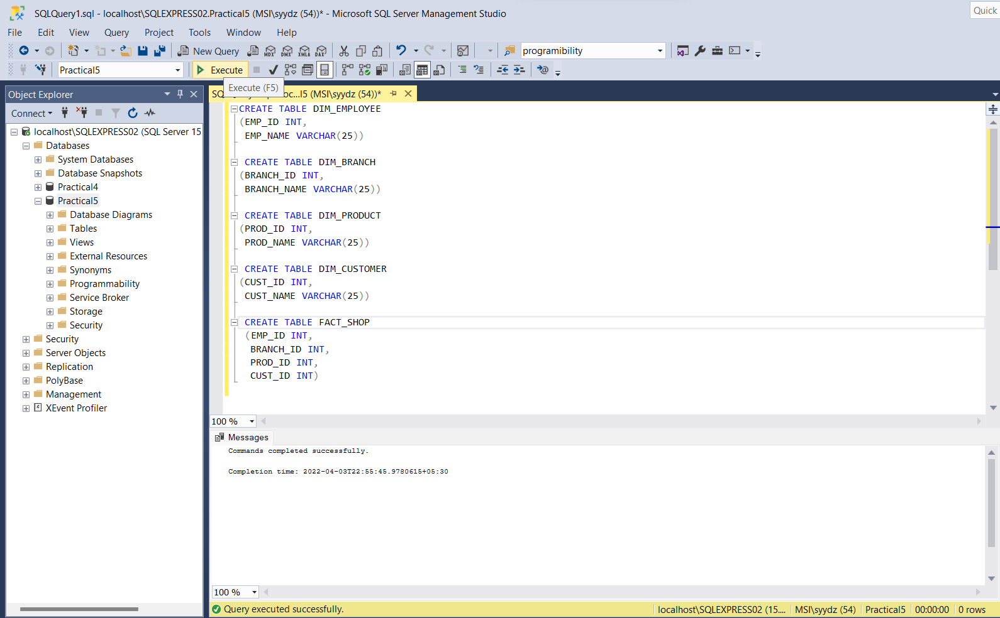 SQLQuery1.sql - localhost\SQLEXPRESS02.Practical5 (MSI\syydz (54))* - Microsoft SQL Server Management Studio
Quick
File Edit View Query Project Tools Window Help
New Query
MDX DMX XMLA DAX
programibility
Practical5
Execute
Execute (F5)
Object Explorer
...l5 (MSI\syydz (54))*
Connect
localhost\SQLEXPRESS02 (SQL Server 15
Databases
System Databases
Database Snapshots
Practical4
Practical5
Database Diagrams
Tables
Views
External Resources
Synonyms
Programmability
Service Broker
Storage
Security
Security
Server Objects
Replication
PolyBase
Management
XEvent Profiler
CREATE TABLE DIM_EMPLOYEE
(EMP_ID INT,
EMP_NAME VARCHAR(25))
CREATE TABLE DIM_BRANCH
(BRANCH_ID INT,
BRANCH_NAME VARCHAR(25))
CREATE TABLE DIM_PRODUCT
(PROD_ID INT,
PROD_NAME VARCHAR(25))
CREATE TABLE DIM_CUSTOMER
(CUST_ID INT,
CUST_NAME VARCHAR(25))
CREATE TABLE FACT_SHOP
(EMP_ID INT,
BRANCH_ID INT,
PROD_ID INT,
CUST_ID INT)
100 %
Messages
Commands completed successfully.
Completion time: 2022-04-03T22:55:45.9780615+05:30
100 %
Query executed successfully.
localhost\SQLEXPRESS02 (15.... MSI\syydz (54) Practical5 00:00:00 0 rows